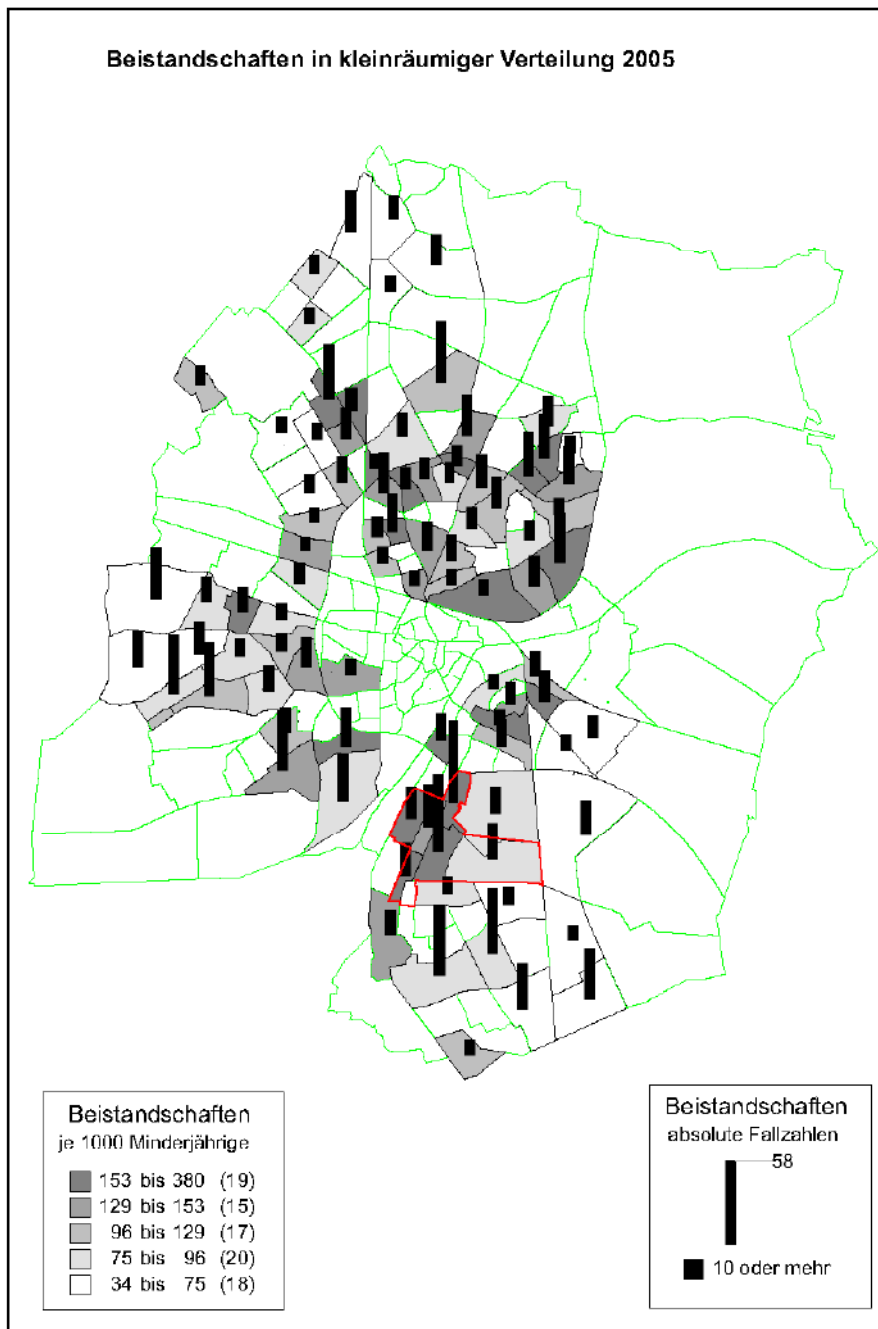 Beistandschaften in kleinräumiger Verteilung 2005
Beistandschaften
je 1000 Minderjährige
153 bis 380 (19)
129 bis 153 (15)
96 bis 129 (17)
75 bis 96 (20)
34 bis 75 (18)
Beistandschaften
absolute Fallzahlen
58
10 oder mehr